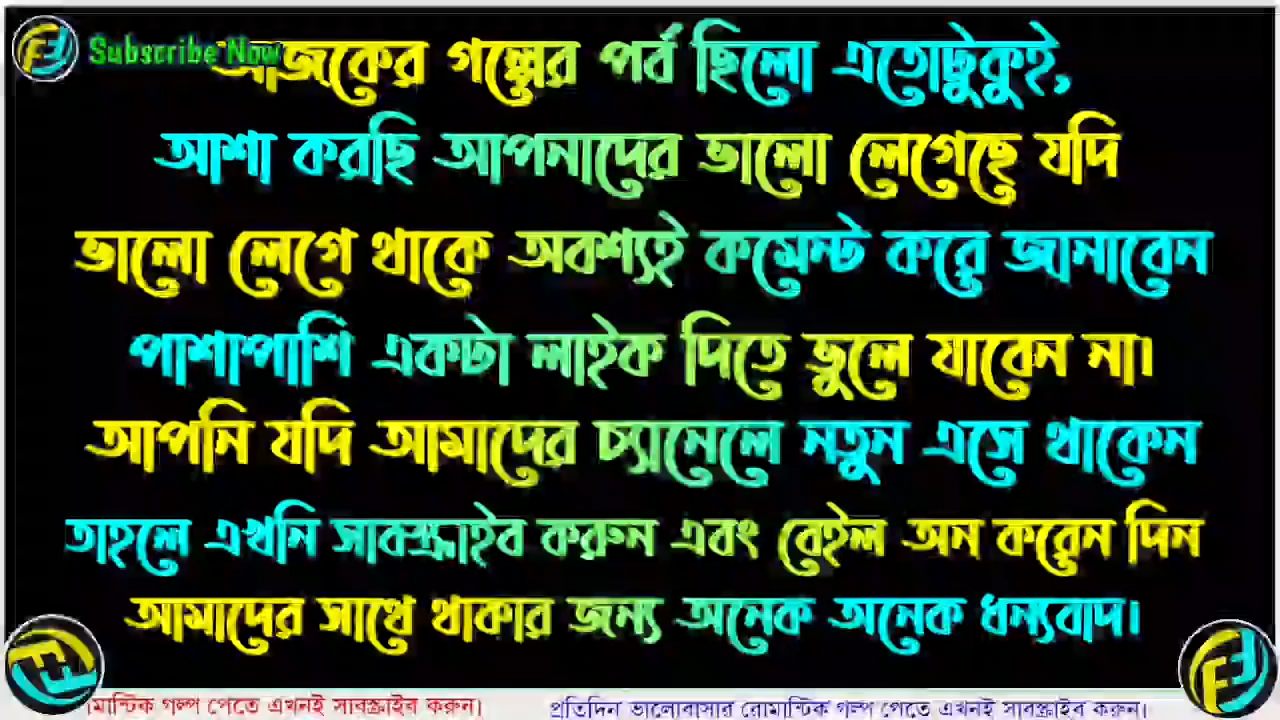 Subscribe Now
আজকের গল্পের পর্ব ছিলো এতোটুকুই,
আশা করছি আপনাদের ভালো লেগেছে যদি
ভালো লেগে থাকে অবশ্যই কমেন্ট করে জানাবেন
পাশাপাশি একটা লাইক দিতে ভুলে যাবেন না।
আপনি যদি আমাদের চ্যানেলে নতুন এসে থাকেন
তাহলে এখনি সাবস্ক্রাইব করুন এবং বেইল অন করেন দিন
আমাদের সাথে থাকার জন্য অনেক অনেক ধন্যবাদ।
মান্টিক গল্প পেতে এখনই সাবস্ক্রাইব করুন। প্রতিদিন ভালোবাসার রোমান্টিক গল্প পেতে এখনই সাবস্ক্রাইব করুন।